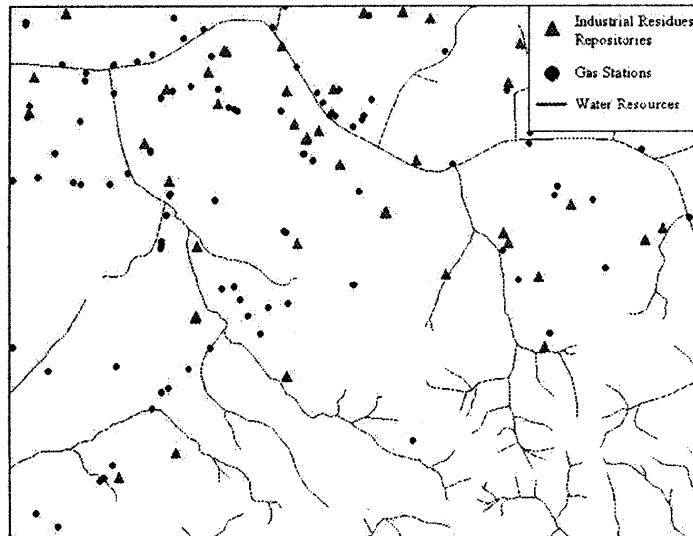 Industrial Residues
Repositories
Gas Stations
Water Resources